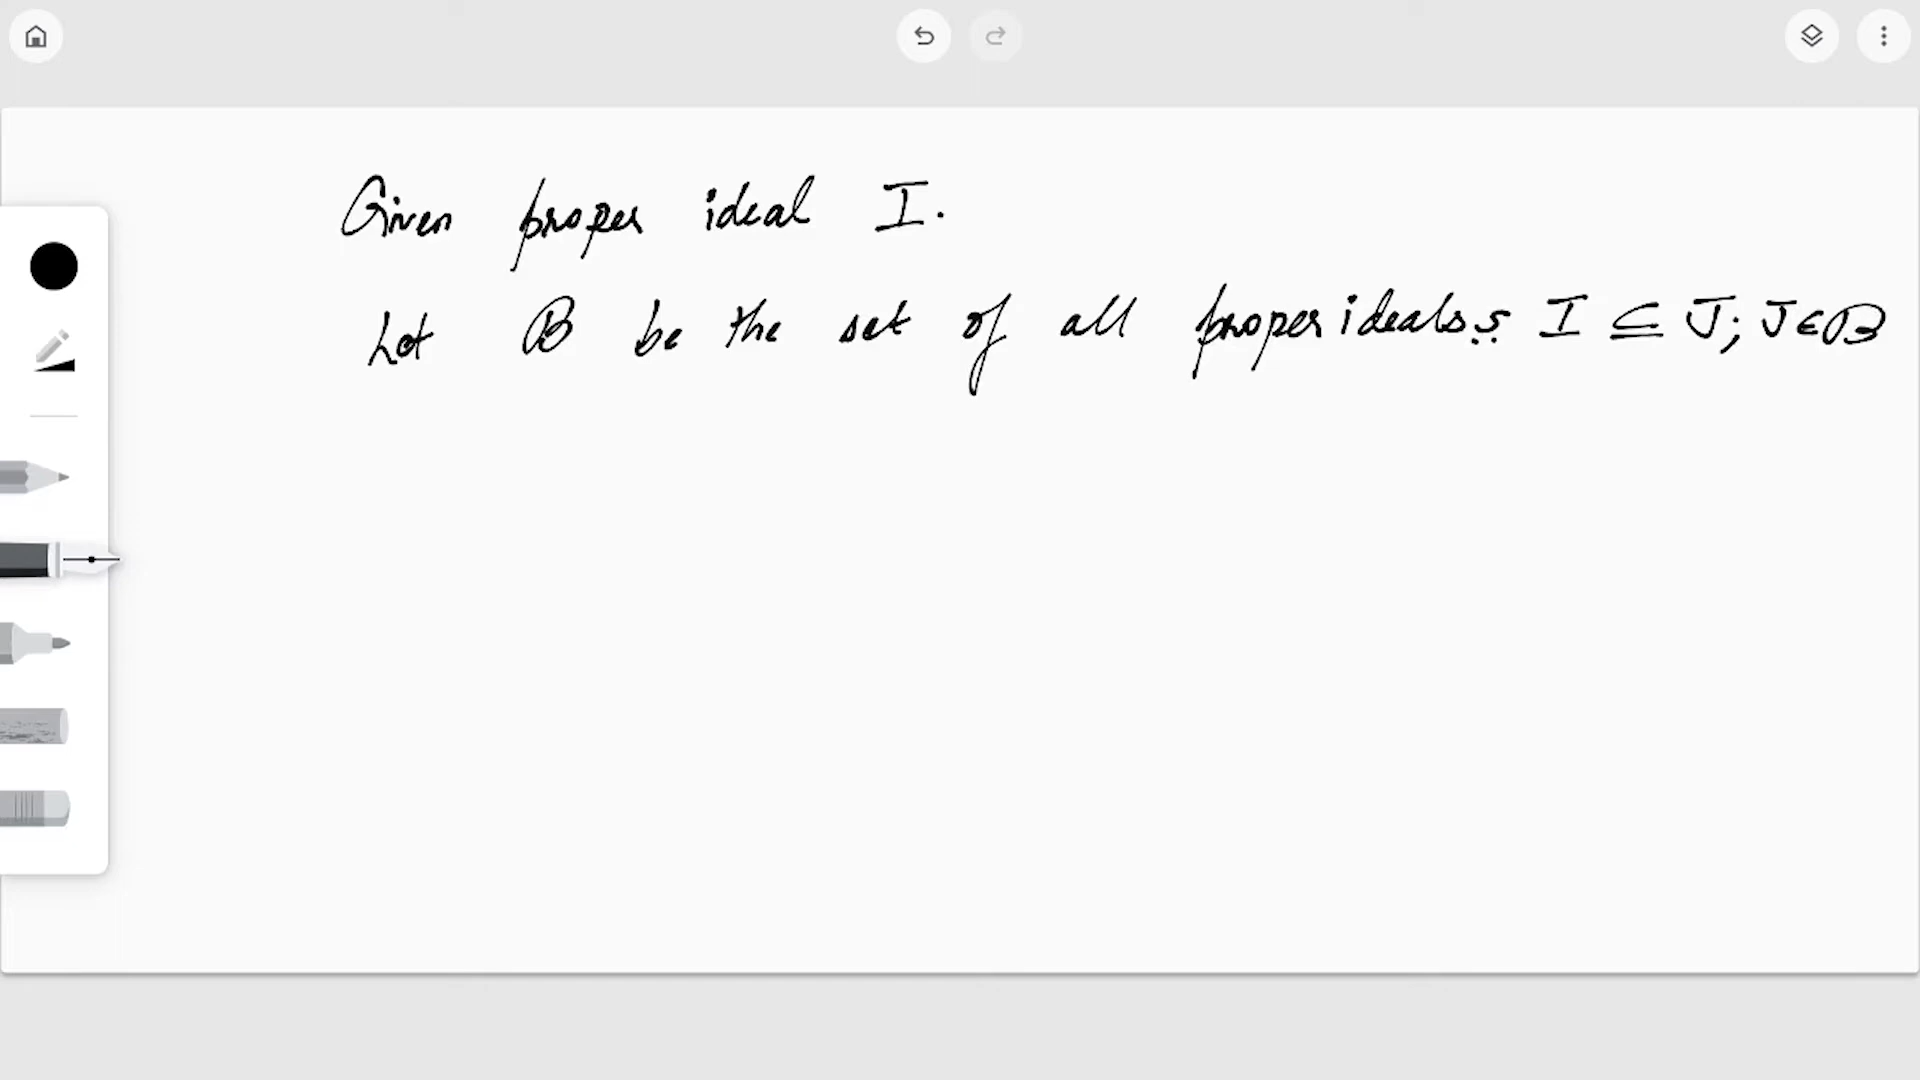 Given proper ideal I.
Let B be the set of all proper ideals s.t. I ⊆ J; J ∈ B